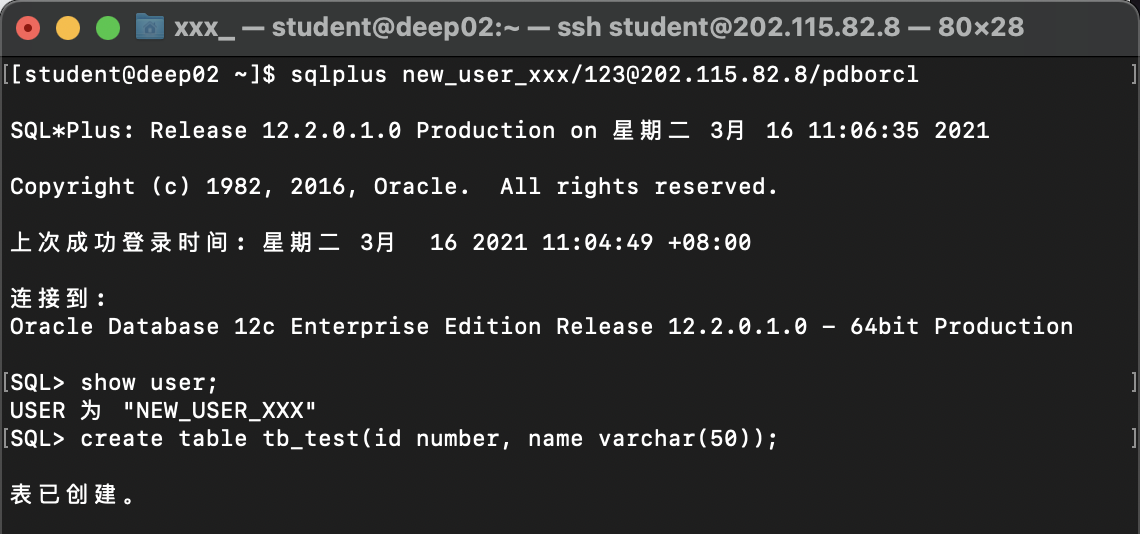 xxx_ — student@deep02:~ — ssh student@202.115.82.8 — 80×28
[[student@deep02 ~]$ sqlplus new_user_xxx/123@202.115.82.8/pdborcl ]
SQL*Plus: Release 12.2.0.1.0 Production on 星期二 3月 16 11:06:35 2021
Copyright (c) 1982, 2016, Oracle.  All rights reserved.
上次成功登录时间: 星期二 3月  16 2021 11:04:49 +08:00
连接到:
Oracle Database 12c Enterprise Edition Release 12.2.0.1.0 - 64bit Production
[SQL> show user; ]
USER 为 "NEW_USER_XXX"
[SQL> create table tb_test(id number, name varchar(50)); ]
表已创建。